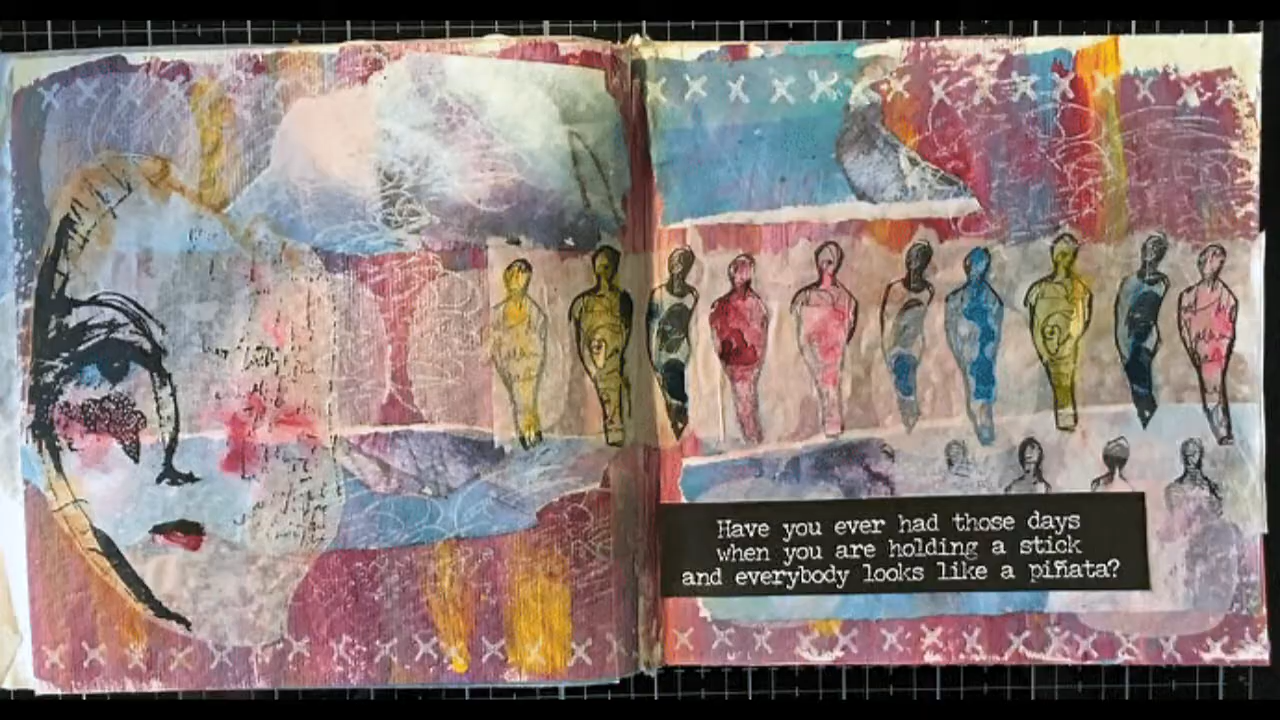 Have you ever had those days
when you are holding a stick
and everybody looks like a piñata?